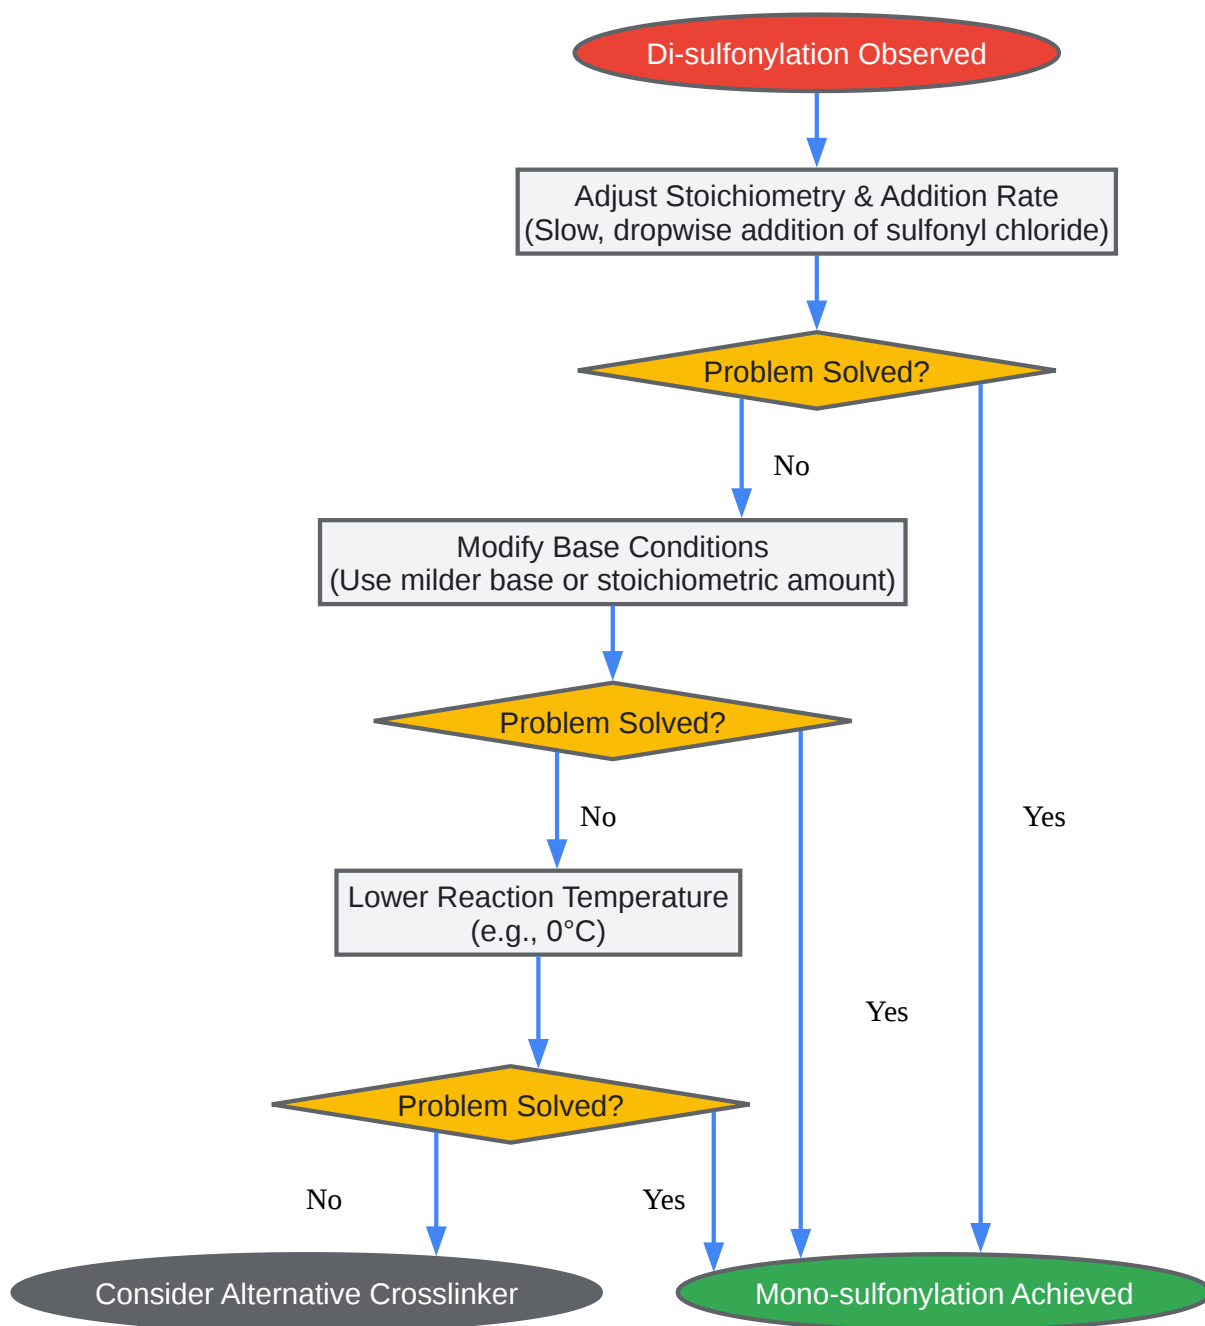 Di-sulfonylation Observed
Adjust Stoichiometry & Addition Rate
(Slow, dropwise addition of sulfonyl chloride)
Problem Solved?
No
Modify Base Conditions
(Use milder base or stoichiometric amount)
Problem Solved?
No
Yes
Lower Reaction Temperature
(e.g., 0°C)
Yes
Problem Solved?
No
Yes
Consider Alternative Crosslinker
Mono-sulfonylation Achieved